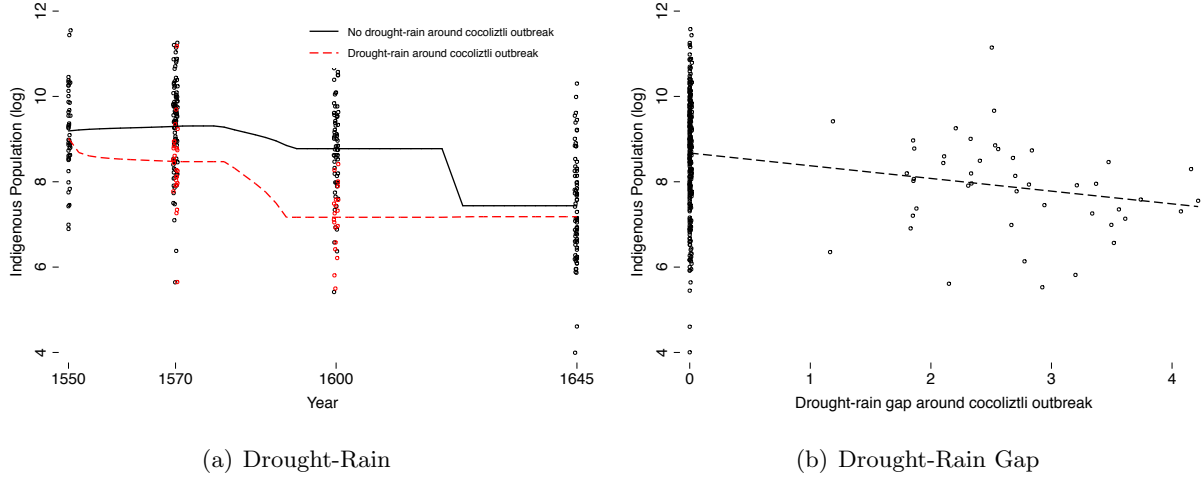 12
10
8
6
4
Indigenous Population (log)
No drought-rain around cocoliztli outbreak
Drought-rain around cocoliztli outbreak
1550
1570
1600
1645
Year
(a) Drought-Rain
12
10
8
6
4
Indigenous Population (log)
0
1
2
3
4
Drought-rain gap around cocoliztli outbreak
(b) Drought-Rain Gap